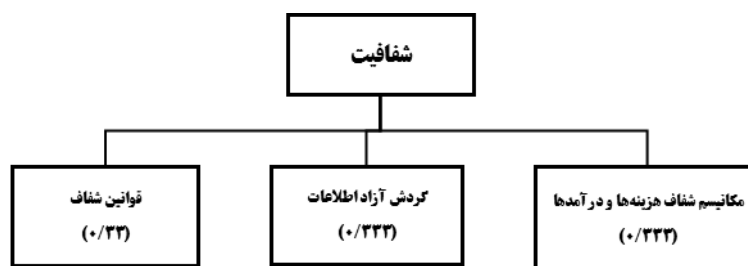 شفافیت
مکانیسم شفاف هزینه‌ها و درآمدها
(۰/۳۳۳)
گردش آزاد اطلاعات
(۰/۳۳۳)
قوانین شفاف
(۰/۳۳)